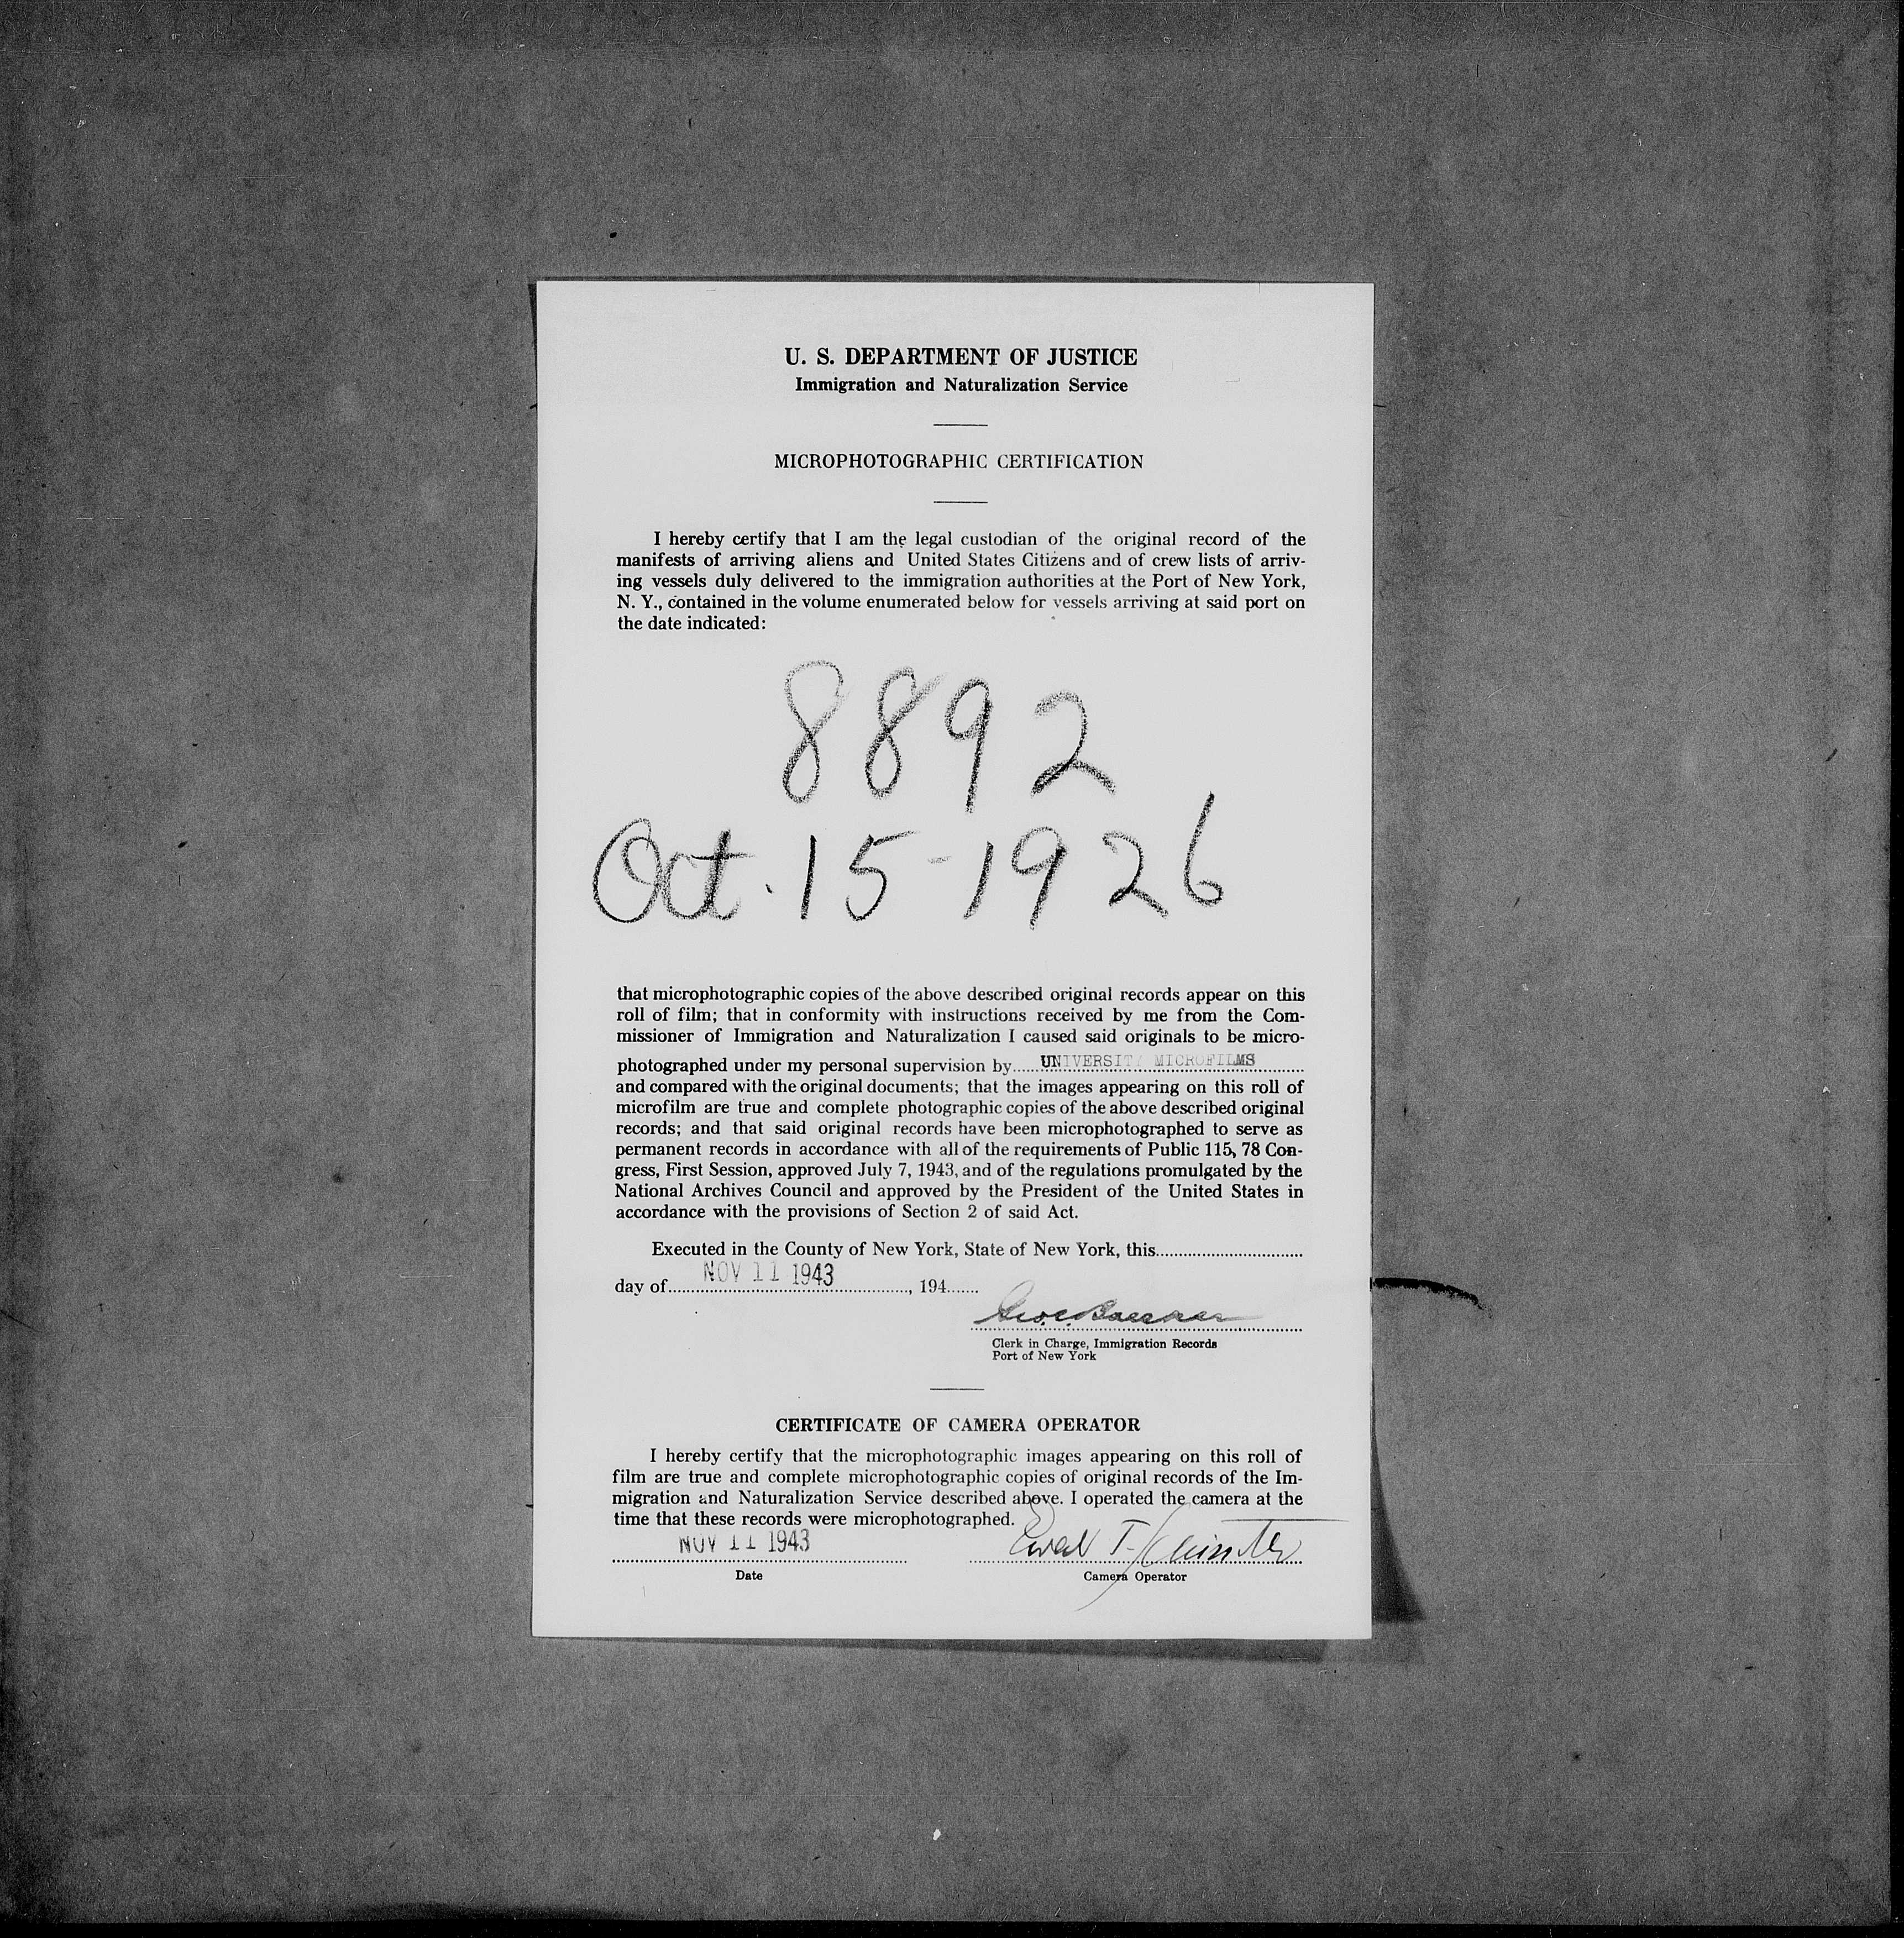 U. S. DEPARTMENT OF JUSTICE
Immigration and Naturalization Service
MICROPHOTOGRAPHIC CERTIFICATION
I hereby certify that I am the legal custodian of the original record of the
manifests of arriving aliens and United States Citizens and of crew lists of arriv-
ing vessels duly delivered to the immigration authorities at the Port of New York,
N. Y., contained in the volume enumerated below for vessels arriving at said port on
the date indicated:
8892
Oct. 15-1926
that microphotographic copies of the above described original records appear on this
roll of film; that in conformity with instructions received by me from the Com-
missioner of Immigration and Naturalization I caused said originals to be micro-
photographed under my personal supervision by......UNIVERSITY MICROFILMS
and compared with the original documents; that the images appearing on this roll of
microfilm are true and complete photographic copies of the above described original
records; and that said original records have been microphotographed to serve as
permanent records in accordance with all of the requirements of Public 115, 78 Con-
gress, First Session, approved July 7, 1943, and of the regulations promulgated by the
National Archives Council and approved by the President of the United States in
accordance with the provisions of Section 2 of said Act.
Executed in the County of New York, State of New York, this................................
day of........NOV 11 1943................, 194.......
Clerk in Charge, Immigration Records
Port of New York
CERTIFICATE OF CAMERA OPERATOR
I hereby certify that the microphotographic images appearing on this roll of
film are true and complete microphotographic copies of original records of the Im-
migration and Naturalization Service described above. I operated the camera at the
time that these records were microphotographed.
NOV 11 1943
Date
Camera Operator